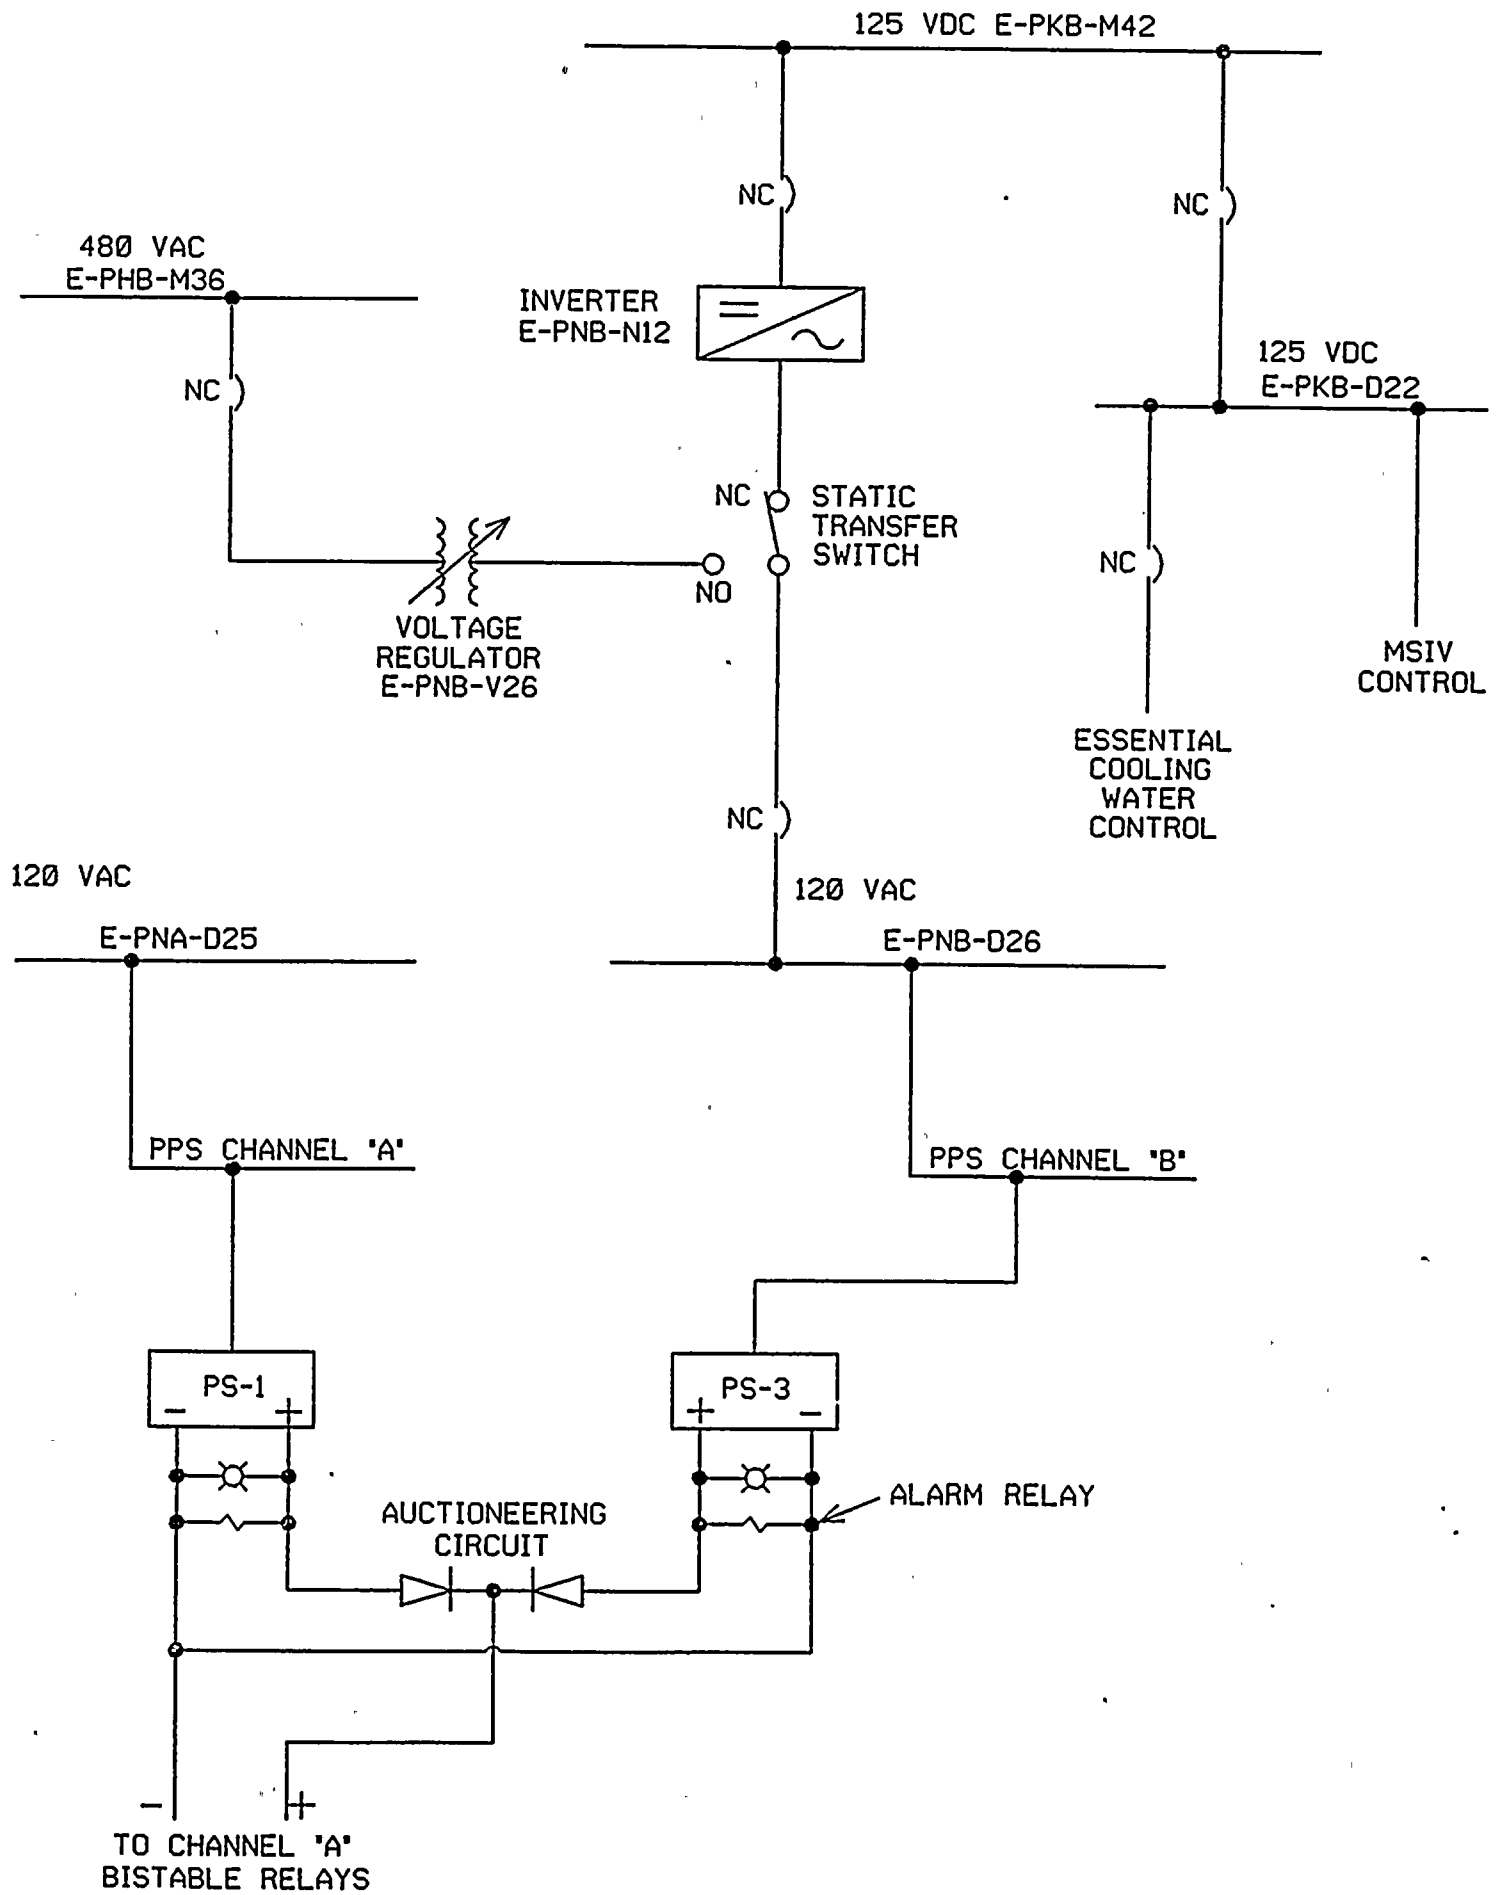 125 VDC E-PKB-M42
NC
NC
480 VAC
E-PHB-M36
INVERTER
E-PNB-N12
NC
125 VDC
E-PKB-D22
NC
STATIC
TRANSFER
SWITCH
NO
VOLTAGE
REGULATOR
E-PNB-V26
NC
MSIV
CONTROL
ESSENTIAL
COOLING
WATER
CONTROL
NC
120 VAC
120 VAC
E-PNA-D25
E-PNB-D26
PPS CHANNEL "A"
PPS CHANNEL "B"
PS-1
- +
PS-3
+ -
ALARM RELAY
AUCTIONEERING
CIRCUIT
- +
TO CHANNEL "A"
BISTABLE RELAYS